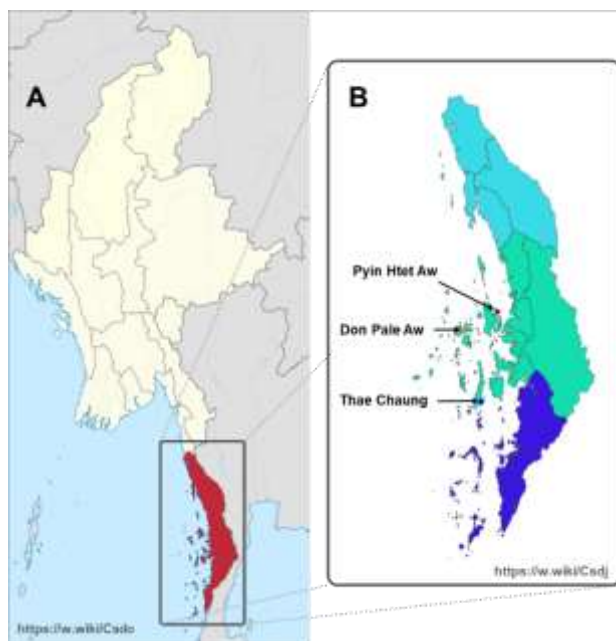 A
B
Pyin Htet Aw
Don Pale Aw
Thae Chaung
https://w.wiki/Csdo
https://w.wiki/Csdj